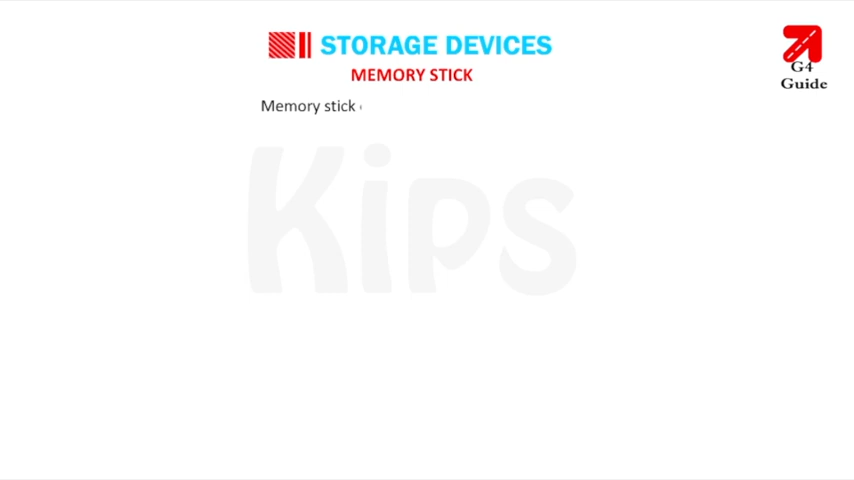 STORAGE DEVICES
MEMORY STICK
Memory stick
Kips
G4
Guide